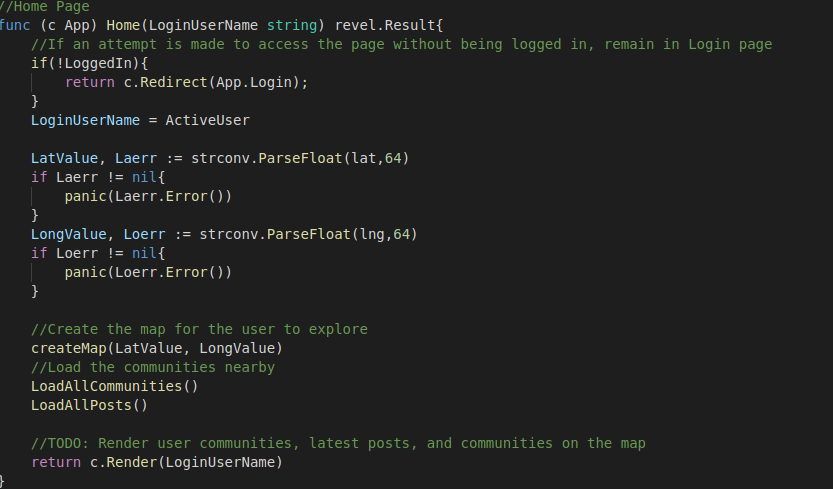 //Home Page
func (c App) Home(LoginUserName string) revel.Result{
//If an attempt is made to access the page without being logged in, remain in Login page
if(!LoggedIn){
return c.Redirect(App.Login);
}
LoginUserName = ActiveUser
LatValue, Laerr := strconv.ParseFloat(lat,64)
if Laerr != nil{
panic(Laerr.Error())
}
LongValue, Loerr := strconv.ParseFloat(lng,64)
if Loerr != nil{
panic(Loerr.Error())
}
//Create the map for the user to explore
createMap(LatValue, LongValue)
//Load the communities nearby
LoadAllCommunities()
LoadAllPosts()
//TODO: Render user communities, latest posts, and communities on the map
return c.Render(LoginUserName)
}